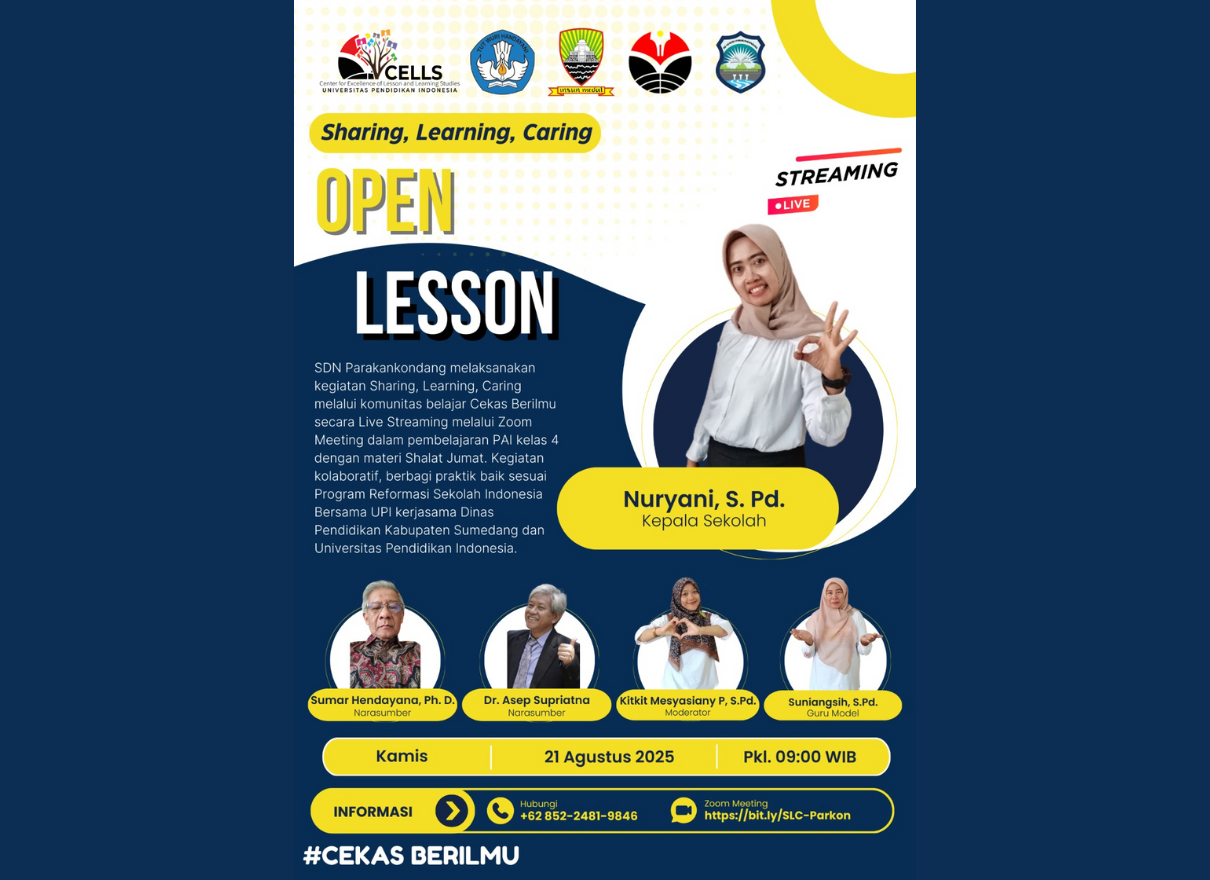 CELLS
Center for Excellence of Lesson and Learning Studies
UNIVERSITAS PENDIDIKAN INDONESIA
TUT WURI HANDAYANI
insun medal
Sharing, Learning, Caring
OPEN
LESSON
STREAMING
LIVE
SDN Parakankondang melaksanakan
kegiatan Sharing, Learning, Caring
melalui komunitas belajar Cekas Berilmu
secara Live Streaming melalui Zoom
Meeting dalam pembelajaran PAI kelas 4
dengan materi Shalat Jumat. Kegiatan
kolaboratif, berbagi praktik baik sesuai
Program Reformasi Sekolah Indonesia
Bersama UPI kerjasama Dinas
Pendidikan Kabupaten Sumedang dan
Universitas Pendidikan Indonesia.
Nuryani, S. Pd.
Kepala Sekolah
Sumar Hendayana, Ph. D.
Narasumber
Dr. Asep Supriatna
Narasumber
Kitkit Mesyasiany P, S.Pd.
Moderator
Suniangsih, S.Pd.
Guru Model
Kamis
21 Agustus 2025
Pkl. 09:00 WIB
INFORMASI
Hubungi
+62 852-2481-9846
Zoom Meeting
https://bit.ly/SLC-Parkon
#CEKAS BERILMU